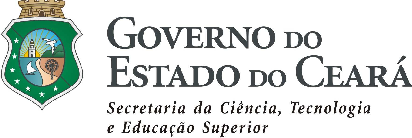 GOVERNO DO
ESTADO DO CEARÁ
Secretaria da Ciência, Tecnologia
e Educação Superior